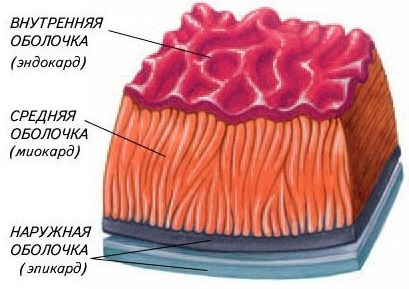 ВНУТРЕННЯЯ
ОБОЛОЧКА
(эндокард)
СРЕДНЯЯ
ОБОЛОЧКА
(миокард)
НАРУЖНАЯ
ОБОЛОЧКА
(эпикард)